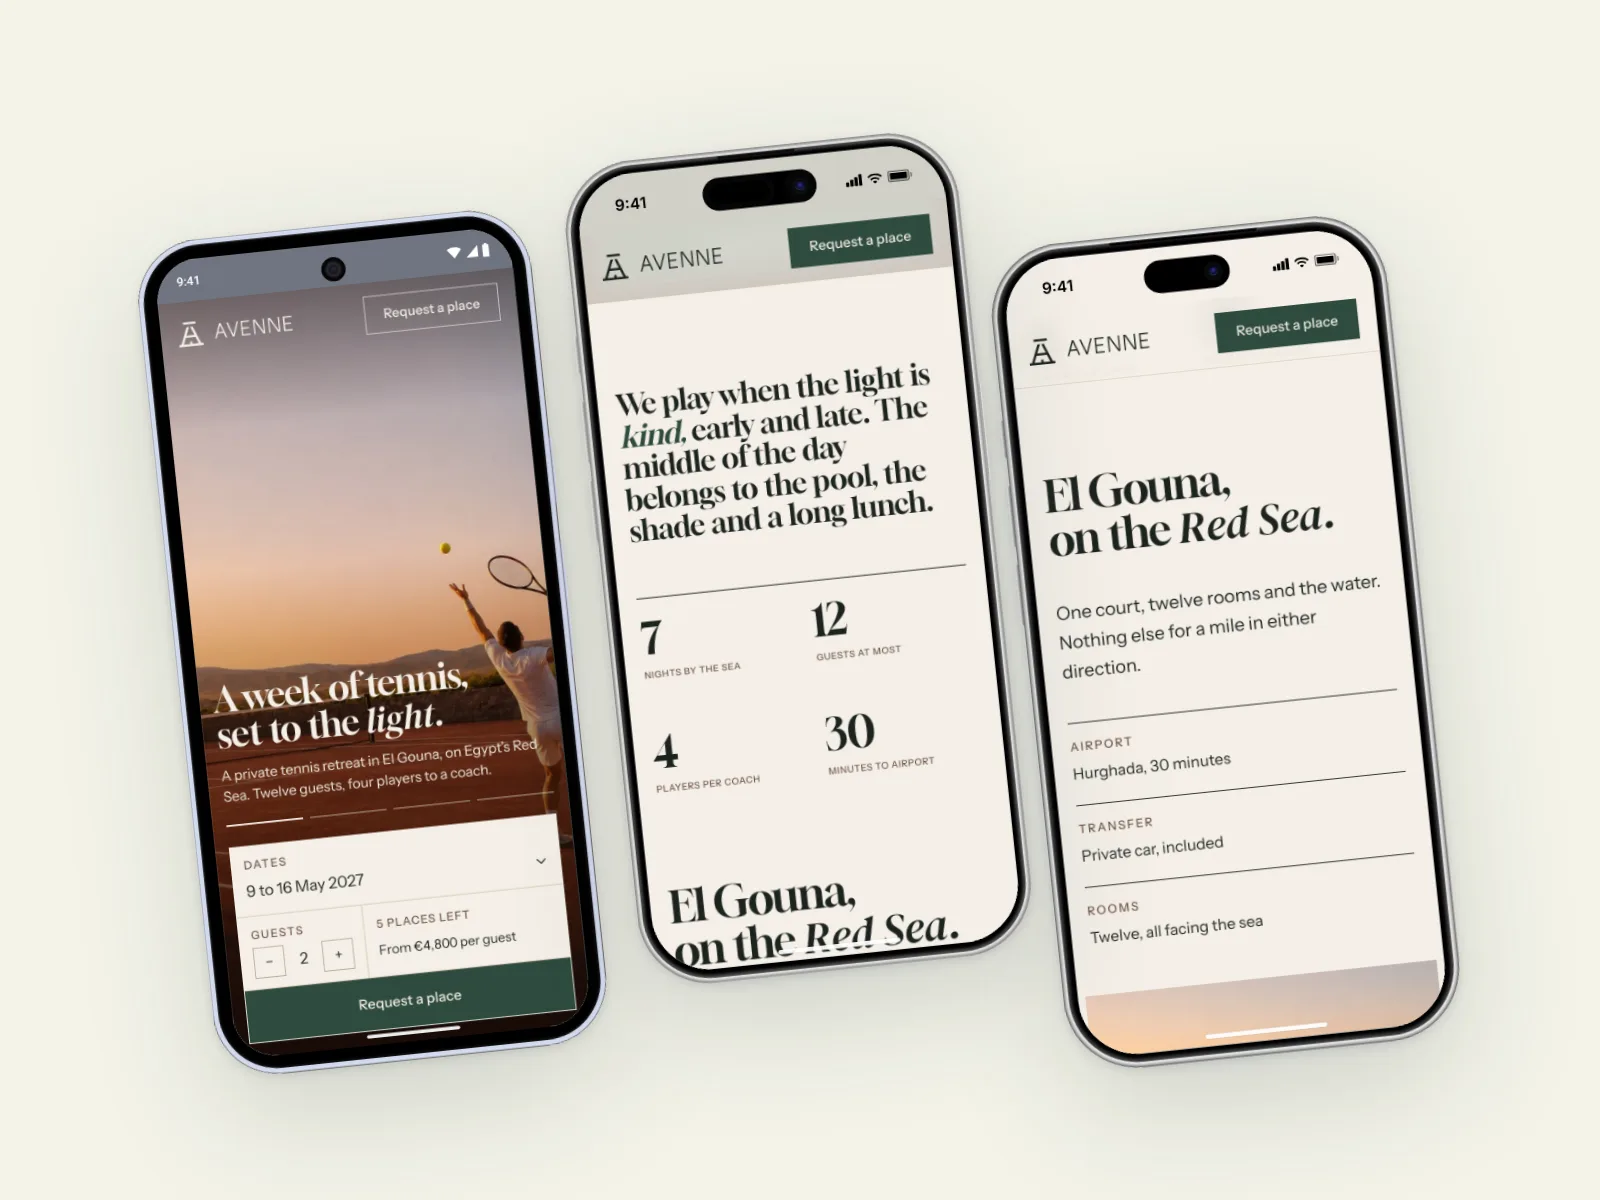 9:41
AVENNE
Request a place
A week of tennis,
set to the light.
A private tennis retreat in El Gouna, on Egypt's Red
Sea. Twelve guests, four players to a coach.
DATES
9 to 16 May 2027
GUESTS
- 2 +
5 PLACES LEFT
From €4,800 per guest
Request a place
9:41
AVENNE
Request a place
We play when the light is
kind, early and late. The
middle of the day
belongs to the pool, the
shade and a long lunch.
7
NIGHTS BY THE SEA
12
GUESTS AT MOST
4
PLAYERS PER COACH
30
MINUTES TO AIRPORT
El Gouna,
on the Red Sea.
9:41
AVENNE
Request a place
El Gouna,
on the Red Sea.
One court, twelve rooms and the water.
Nothing else for a mile in either
direction.
AIRPORT
Hurghada, 30 minutes
TRANSFER
Private car, included
ROOMS
Twelve, all facing the sea